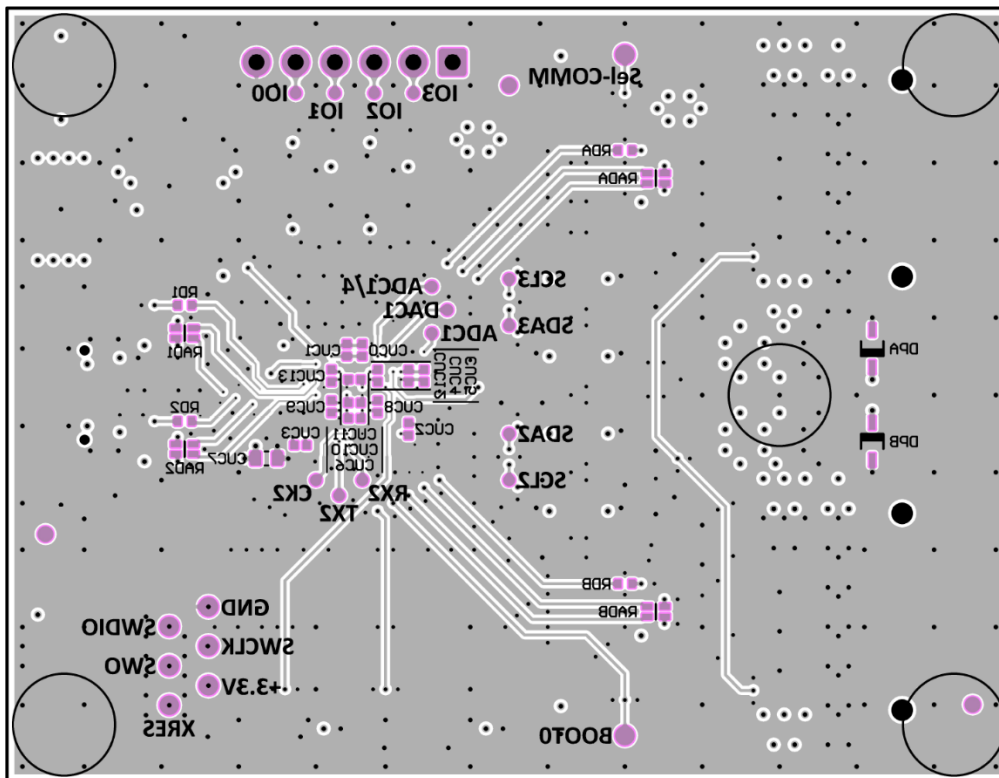 Sel-COMM
IO0
IO1
IO2
IO3
RDA
RADA
ADC1/4
SCL3
DAC1
RD1
SDA3
ADC1
RAD1
CUC1
CUC0
DPA
CUC5
CUC4
CUC12
CUC13
CUC9
CUC8
RD2
CUC2
SDA2
CUC3
CUC11
CUC10
CUC6
DPB
RAD2
CUC7
SGL2
CK2
RX2
TX2
RDB
GND
RADB
SWDIO
SWCLK
SWO
+3.3V
XRES
BOOT0